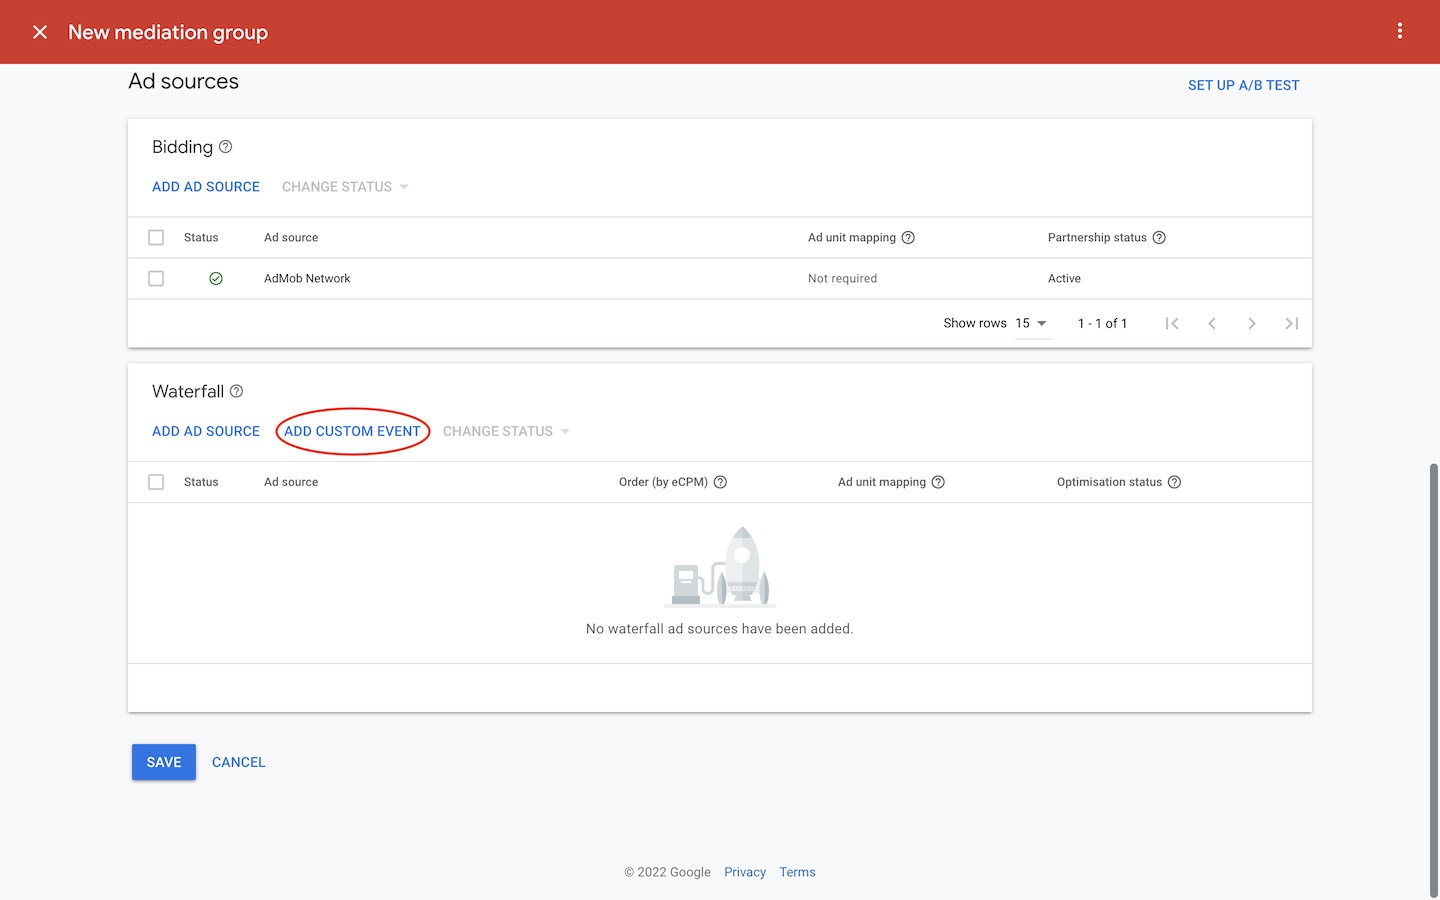 New mediation group
Ad sources
SET UP A/B TEST
Bidding
ADD AD SOURCE CHANGE STATUS
Status Ad source Ad unit mapping Partnership status
AdMob Network Not required Active
Show rows 15 1 - 1 of 1
Waterfall
ADD AD SOURCE ADD CUSTOM EVENT CHANGE STATUS
Status Ad source Order (by eCPM) Ad unit mapping Optimisation status
No waterfall ad sources have been added.
SAVE CANCEL
© 2022 Google Privacy Terms